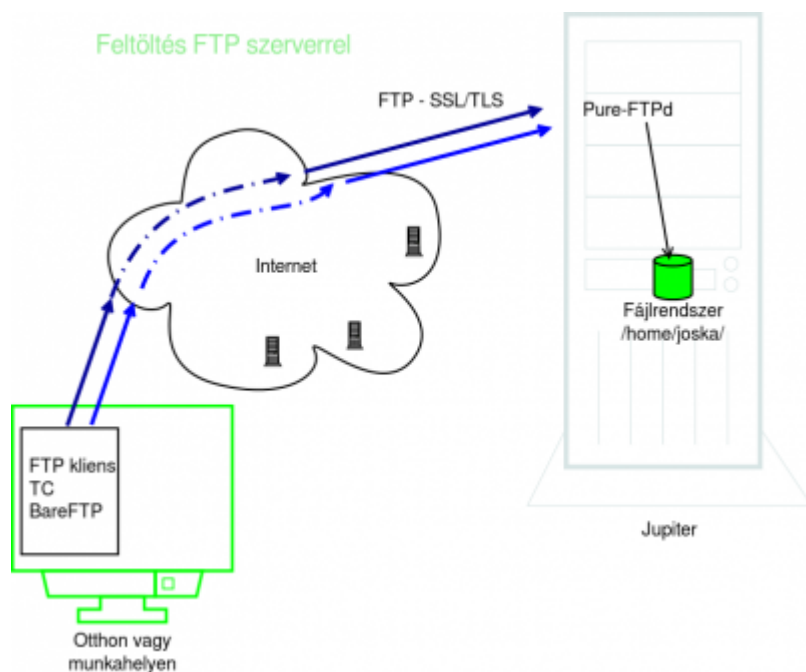 Feltöltés FTP szerverrel
FTP - SSL/TLS
Pure-FTPd
Internet
Fájlrendszer
/home/joska/
FTP kliens
TC
BareFTP
Jupiter
Otthon vagy
munkahelyen